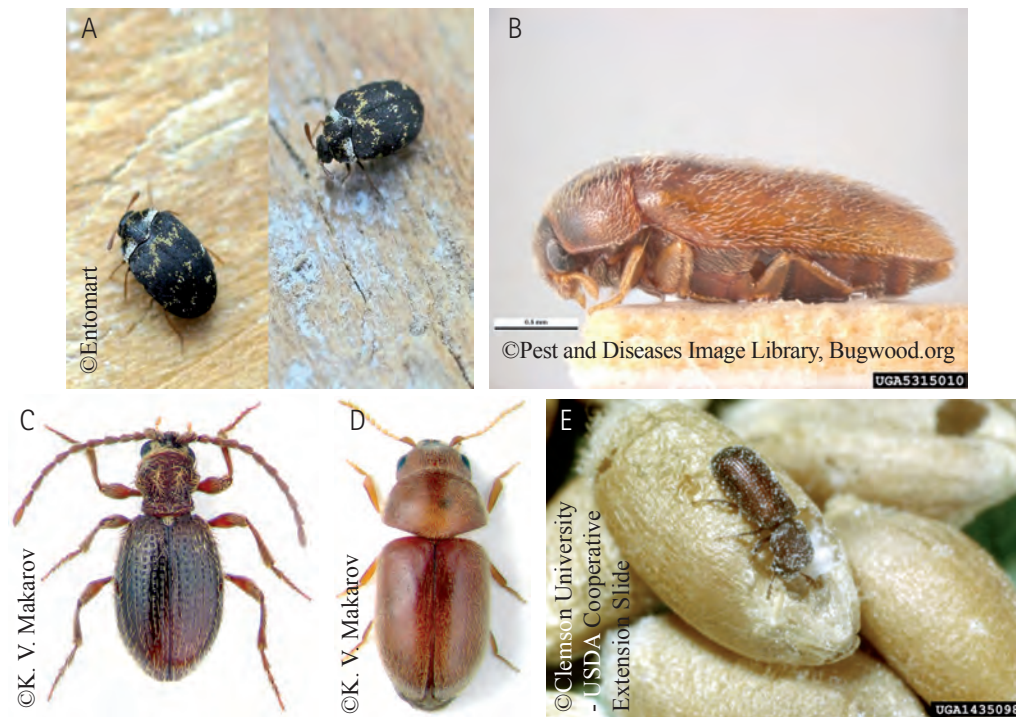 A
©Entomart
B
0.5 mm
©Pest and Diseases Image Library, Bugwood.org
UGA5315010
C
©K. V. Makarov
D
©K. V. Makarov
E
©Clemson University
- USDA Cooperative
Extension Slide
UGA1435098